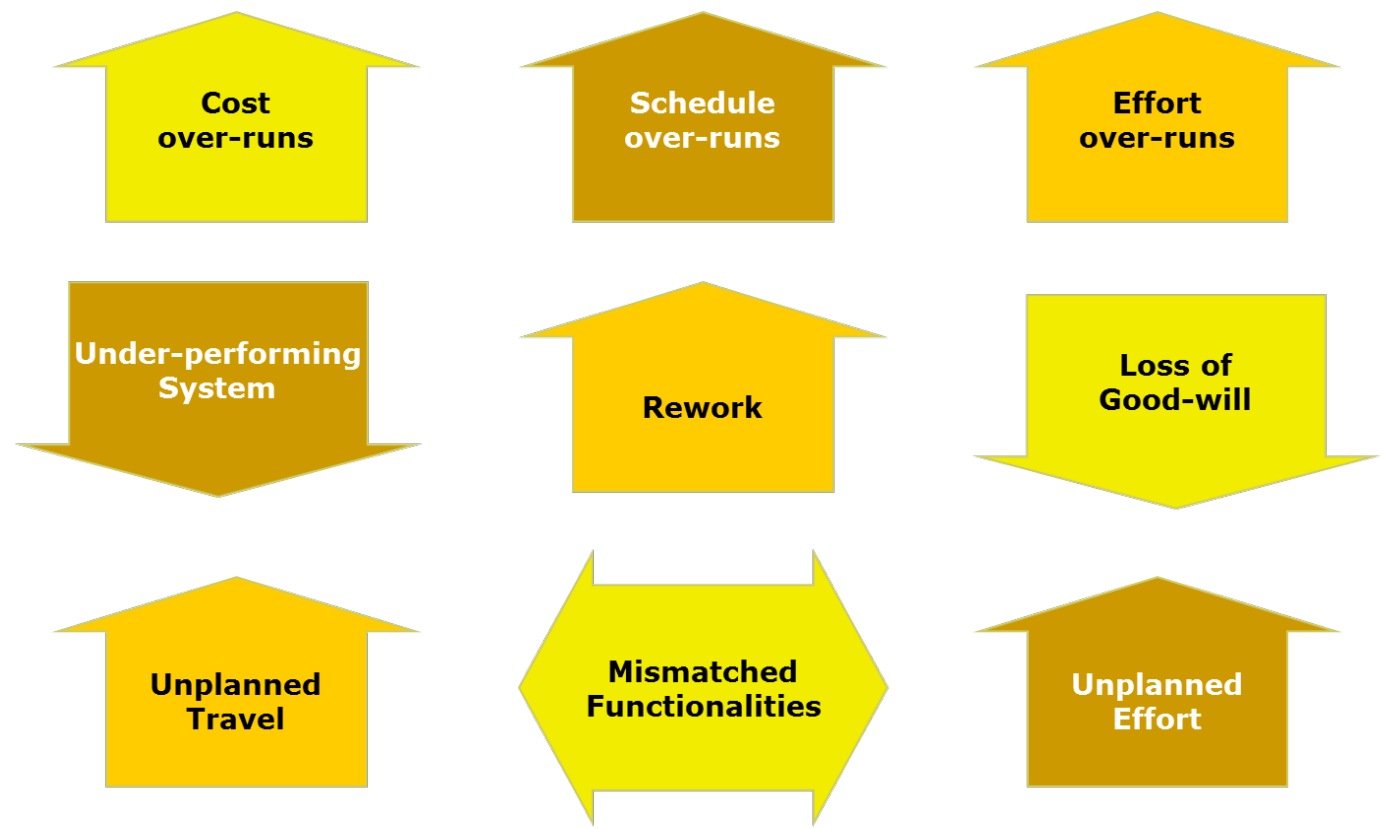 Cost
over-runs
Schedule
over-runs
Effort
over-runs
Under-performing
System
Rework
Loss of
Good-will
Unplanned
Travel
Mismatched
Functionalities
Unplanned
Effort